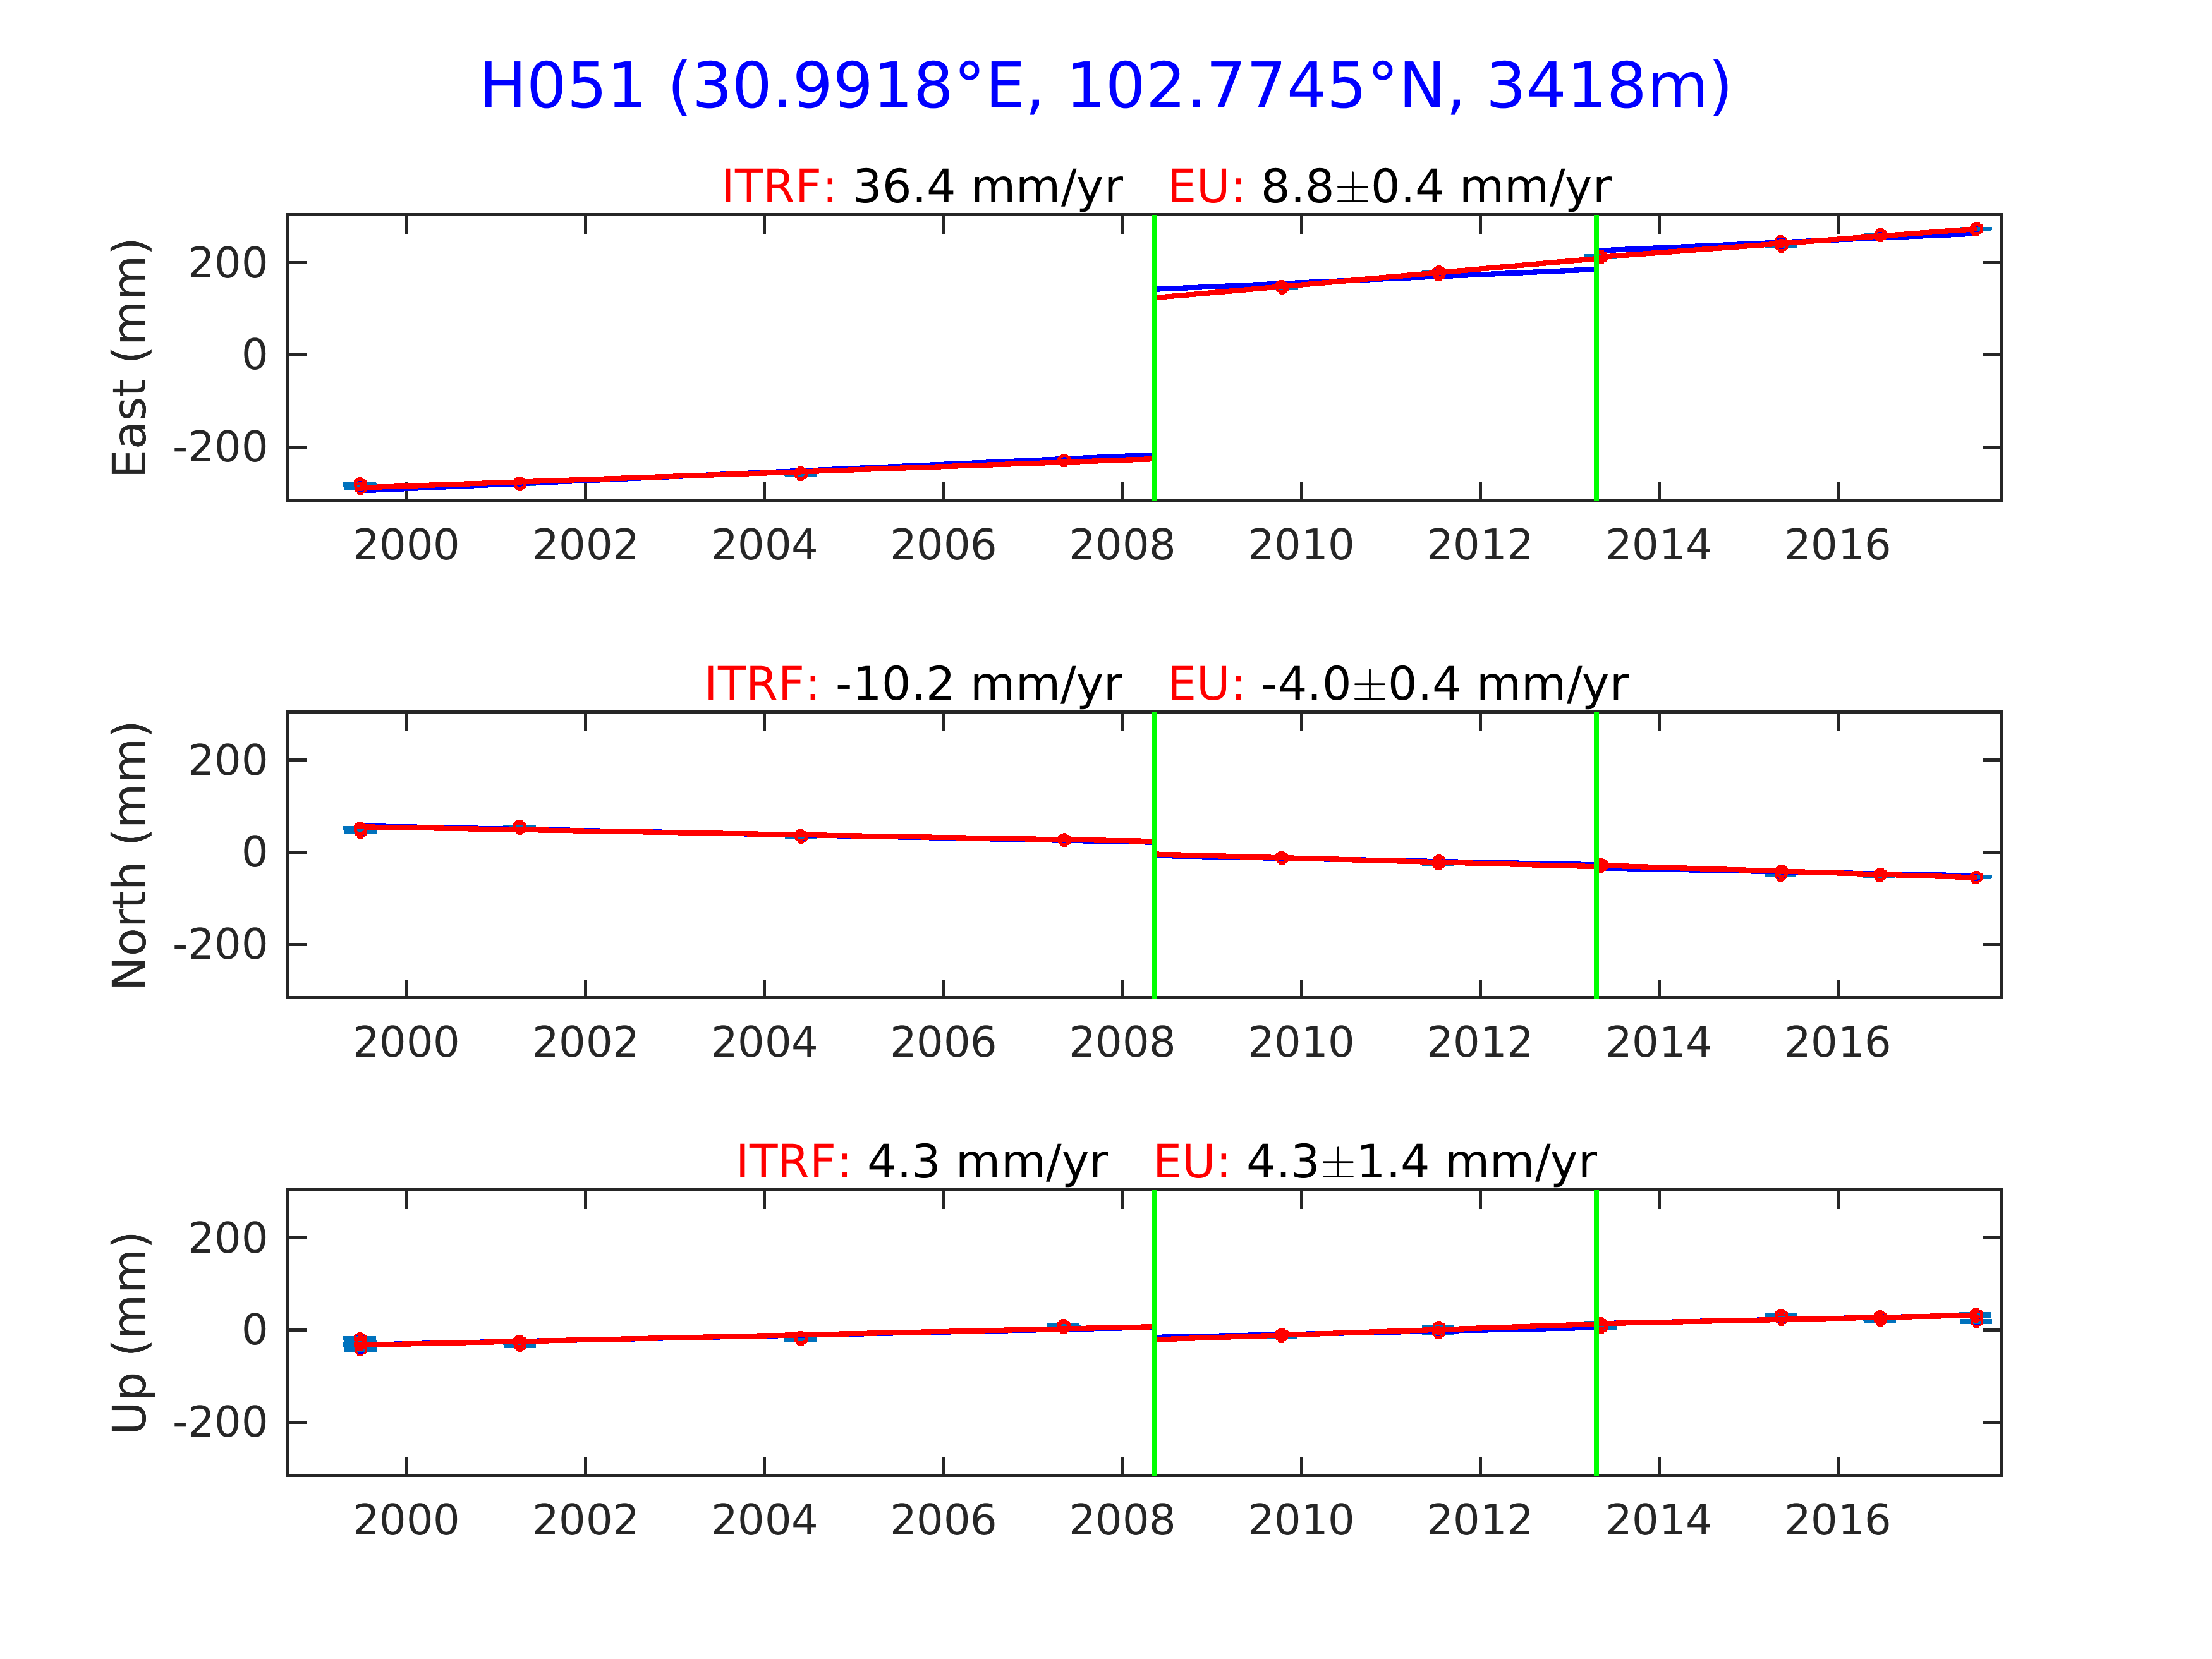 H051 (30.9918°E, 102.7745°N, 3418m)
ITRF: 36.4 mm/yr EU: 8.8±0.4 mm/yr
East (mm)
200
0
-200
2000 2002 2004 2006 2008 2010 2012 2014 2016
ITRF: -10.2 mm/yr EU: -4.0±0.4 mm/yr
North (mm)
200
0
-200
2000 2002 2004 2006 2008 2010 2012 2014 2016
ITRF: 4.3 mm/yr EU: 4.3±1.4 mm/yr
Up (mm)
200
0
-200
2000 2002 2004 2006 2008 2010 2012 2014 2016